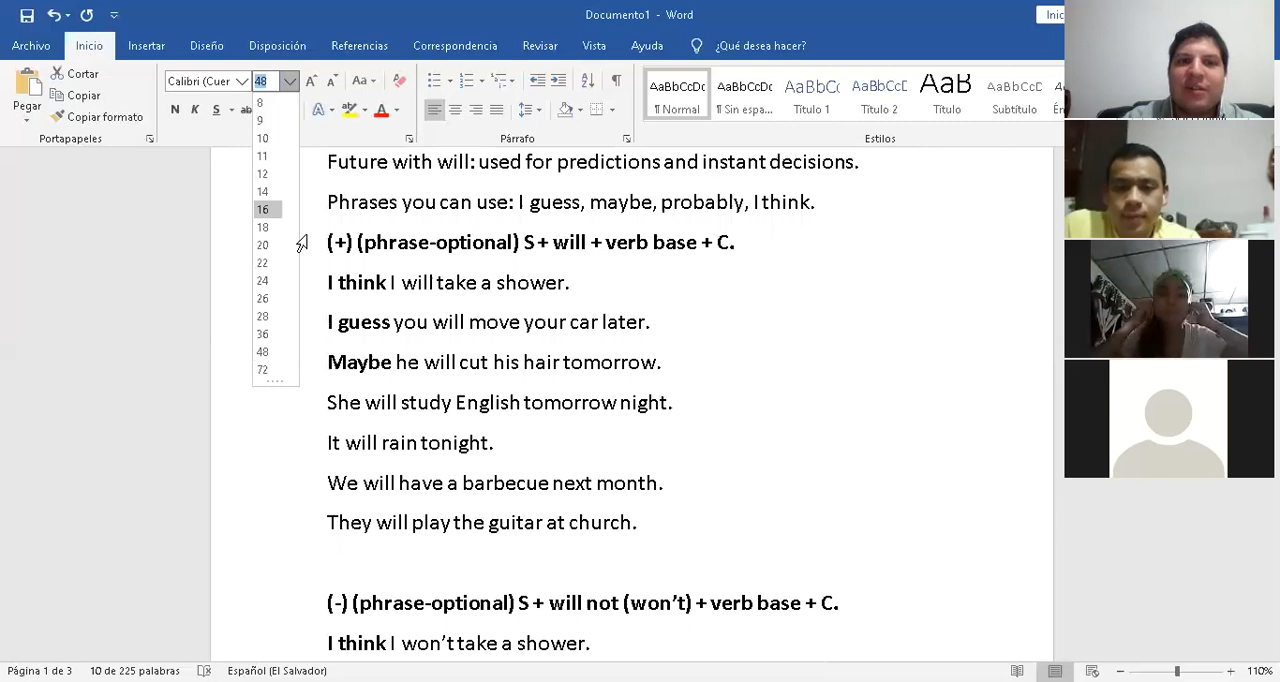 Documento1 - Word
Inic
Archivo Inicio Insertar Diseño Disposición Referencias Correspondencia Revisar Vista Ayuda ¿Qué desea hacer?
Pegar
Cortar
Copiar
Copiar formato
Portapapeles
Calibri (Cuer 48
N K S ab
Aa
A
Párrafo
AaBbCcDc
¶ Normal
AaBbCcDc
¶ Sin espa...
AaBbCc
Título 1
AaBbCcD
Título 2
AaB
Título
AaBbCcD
Subtítulo
Estilos
8
9
10
11
12
14
16
18
20
22
24
26
28
36
48
72
Future with will: used for predictions and instant decisions.
Phrases you can use: I guess, maybe, probably, I think.
(+) (phrase-optional) S + will + verb base + C.
I think I will take a shower.
I guess you will move your car later.
Maybe he will cut his hair tomorrow.
She will study English tomorrow night.
It will rain tonight.
We will have a barbecue next month.
They will play the guitar at church.
(-) (phrase-optional) S + will not (won’t) + verb base + C.
I think I won’t take a shower.
Página 1 de 3 10 de 225 palabras Español (El Salvador) 110%